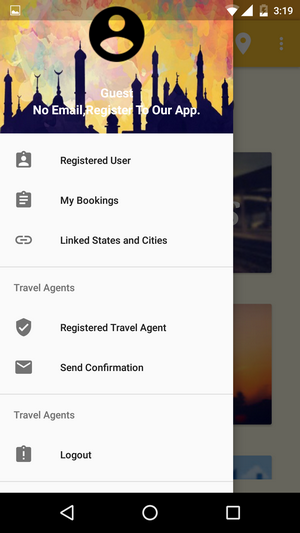 3:19
Guest
No Email,Register To Our App.
Registered User
My Bookings
Linked States and Cities
Travel Agents
Registered Travel Agent
Send Confirmation
Travel Agents
Logout